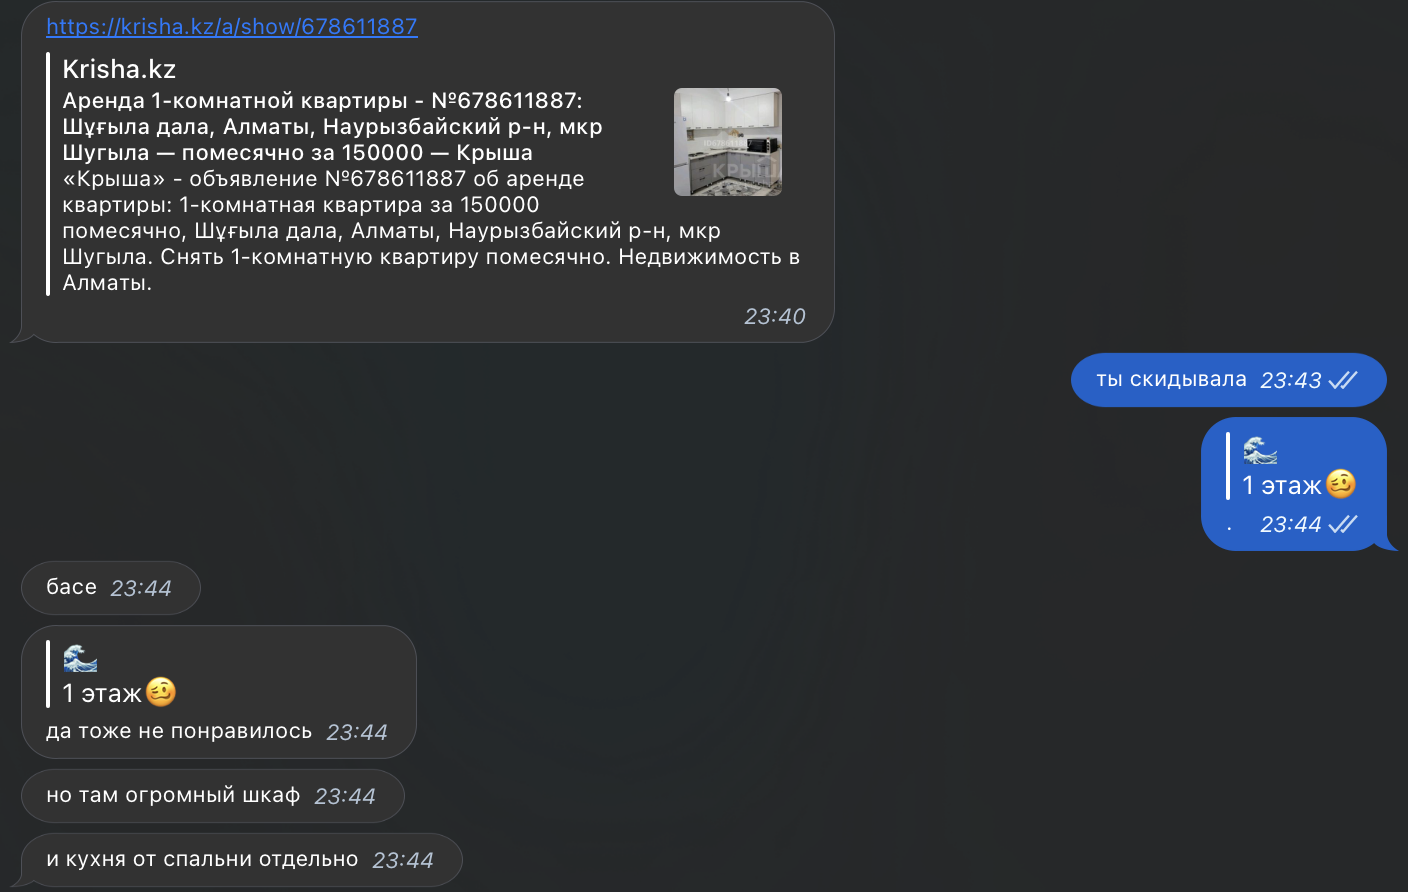 https://krisha.kz/a/show/678611887
Krisha.kz
Аренда 1-комнатной квартиры - №678611887:
Шұғыла дала, Алматы, Наурызбайский р-н, мкр
Шугыла — помесячно за 150000 — Крыша
«Крыша» - объявление №678611887 об аренде
квартиры: 1-комнатная квартира за 150000
помесячно, Шұғыла дала, Алматы, Наурызбайский р-н, мкр
Шугыла. Снять 1-комнатную квартиру помесячно. Недвижимость в
Алматы.
КРЫША
23:40
ты скидывала 23:43
🌊
1 этаж🥴
. 23:44
басе 23:44
🌊
1 этаж🥴
да тоже не понравилось 23:44
но там огромный шкаф 23:44
и кухня от спальни отдельно 23:44